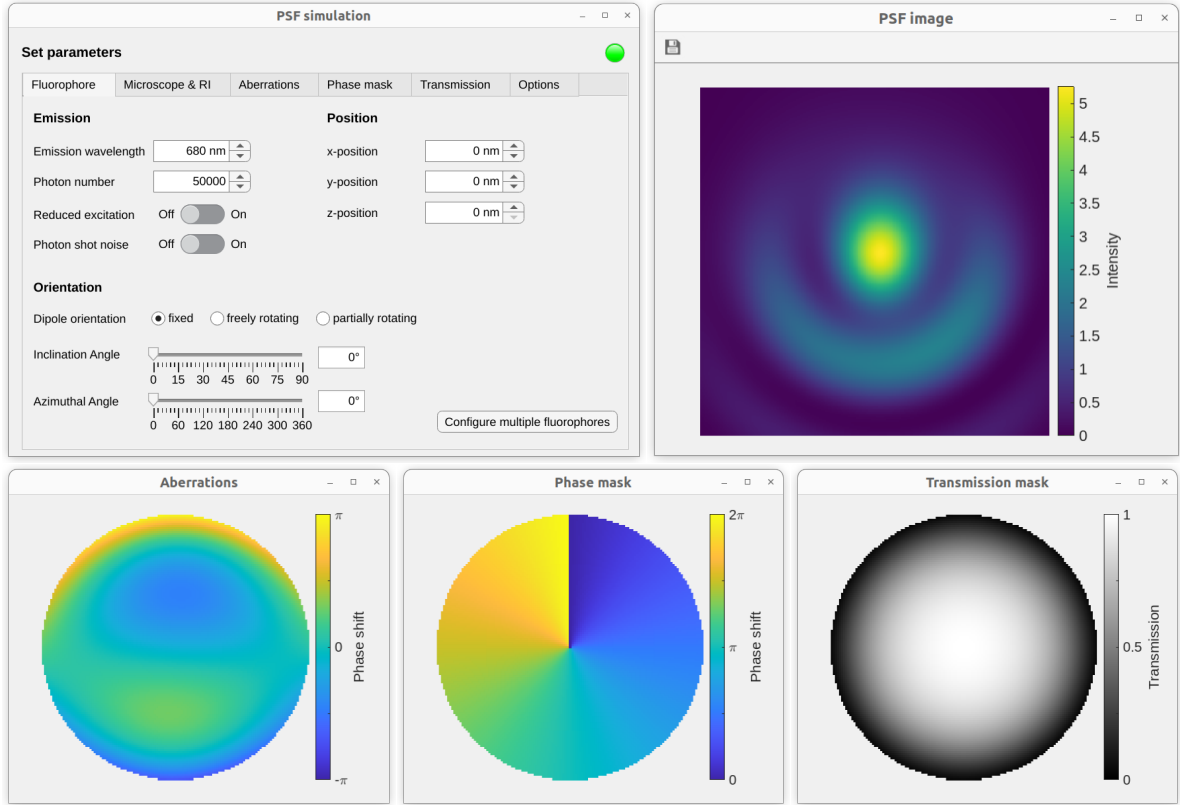 PSF simulation
Set parameters
Fluorophore Microscope & RI Aberrations Phase mask Transmission Options
Emission Position
Emission wavelength 680 nm x-position 0 nm
Photon number 50000 y-position 0 nm
Reduced excitation Off On z-position 0 nm
Photon shot noise Off On
Orientation
Dipole orientation fixed freely rotating partially rotating
Inclination Angle 0°
0 15 30 45 60 75 90
Azimuthal Angle 0°
0 60 120 180 240 300 360
Configure multiple fluorophores
PSF image
5
4.5
4
3.5
3
2.5
2
1.5
1
0.5
0
Intensity
Aberrations
π
0
-π
Phase shift
Phase mask
2π
π
0
Phase shift
Transmission mask
1
0.5
0
Transmission